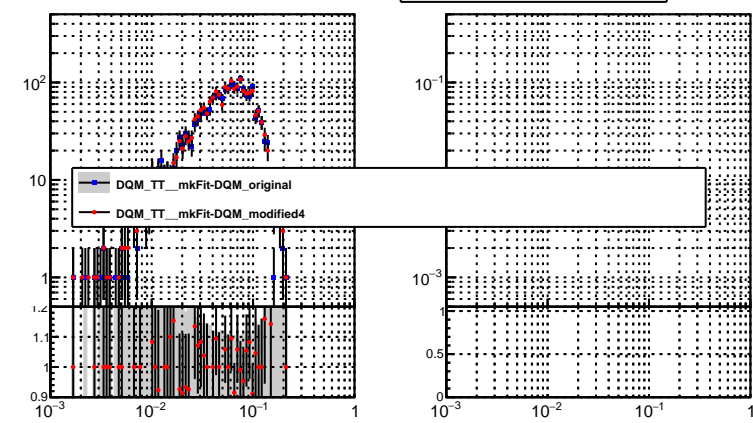 10² 10⁻¹
10
DQM_TT__mkFit-DQM_original
DQM_TT__mkFit-DQM_modified4
1 10⁻³
1.2 1
1.1 0.5
1
0.9 0
10⁻³ 10⁻² 10⁻¹ 1 10⁻³ 10⁻² 10⁻¹ 1